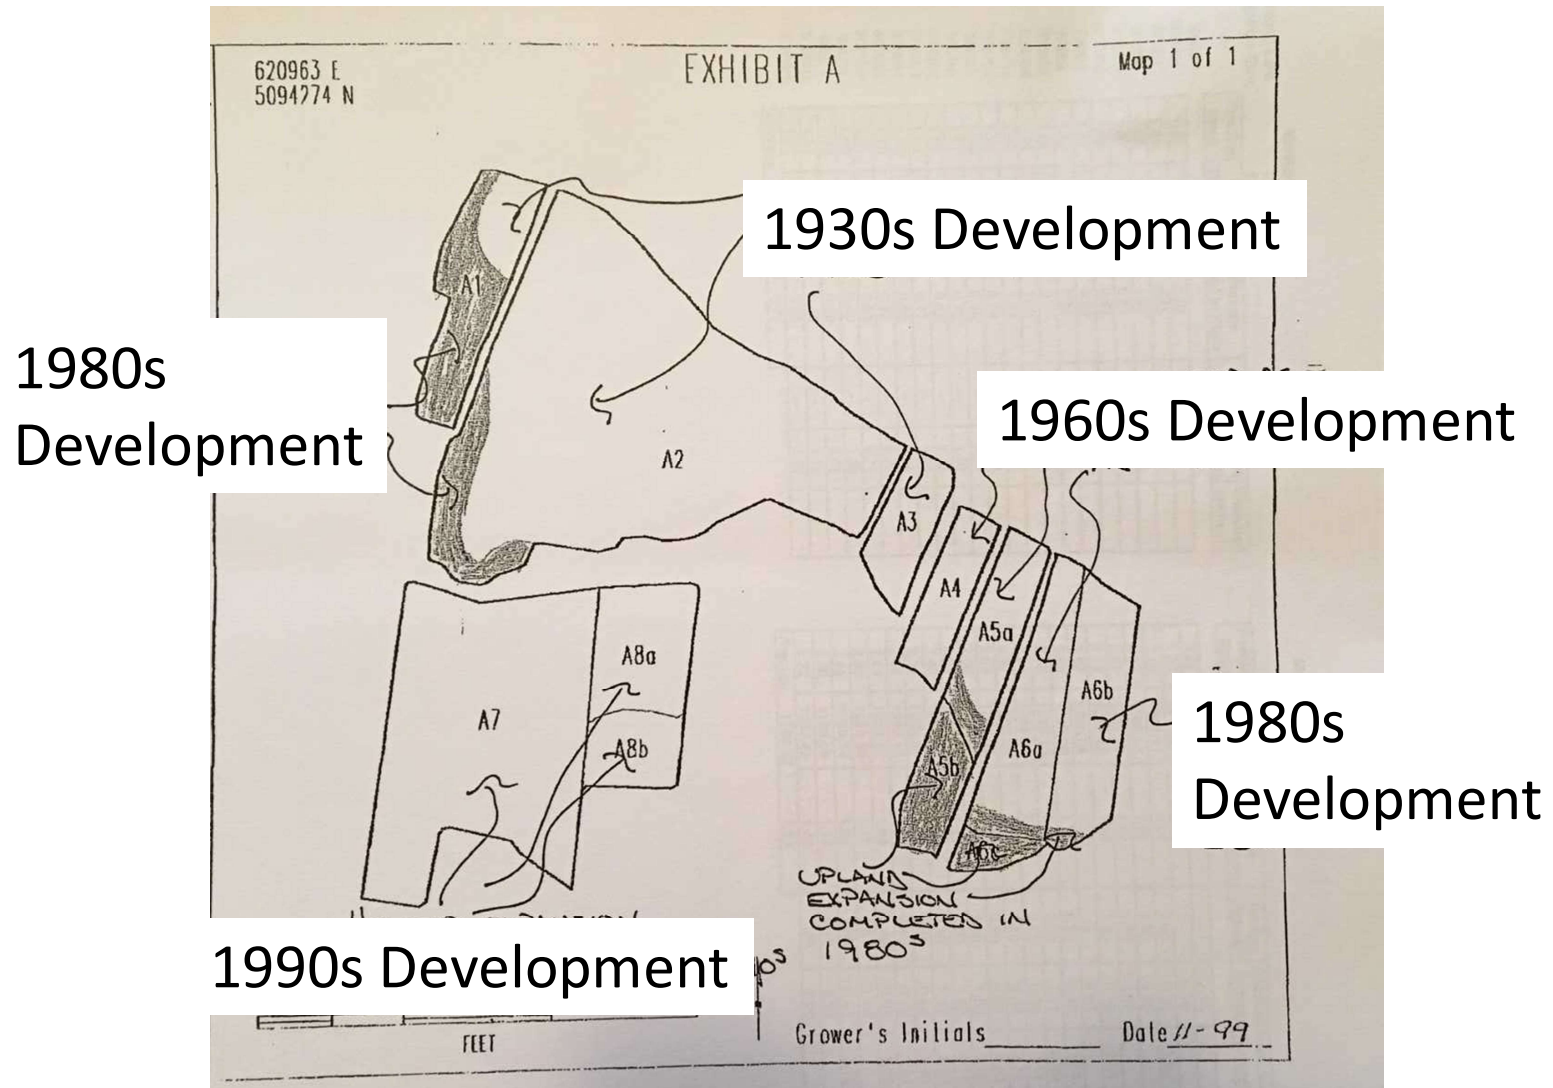 620963 E
5094274 N
EXHIBIT A
Map 1 of 1
1930s Development
A1
1980s
Development
1960s Development
A2
A3
A4
A5a
A8a
A6b
A7
A8b
A6a
A5b
A6c
1980s
Development
UPLAND
EXPANSION
COMPLETED IN
1980s
1990s Development
FEET
Grower's Initials
Date 11-99